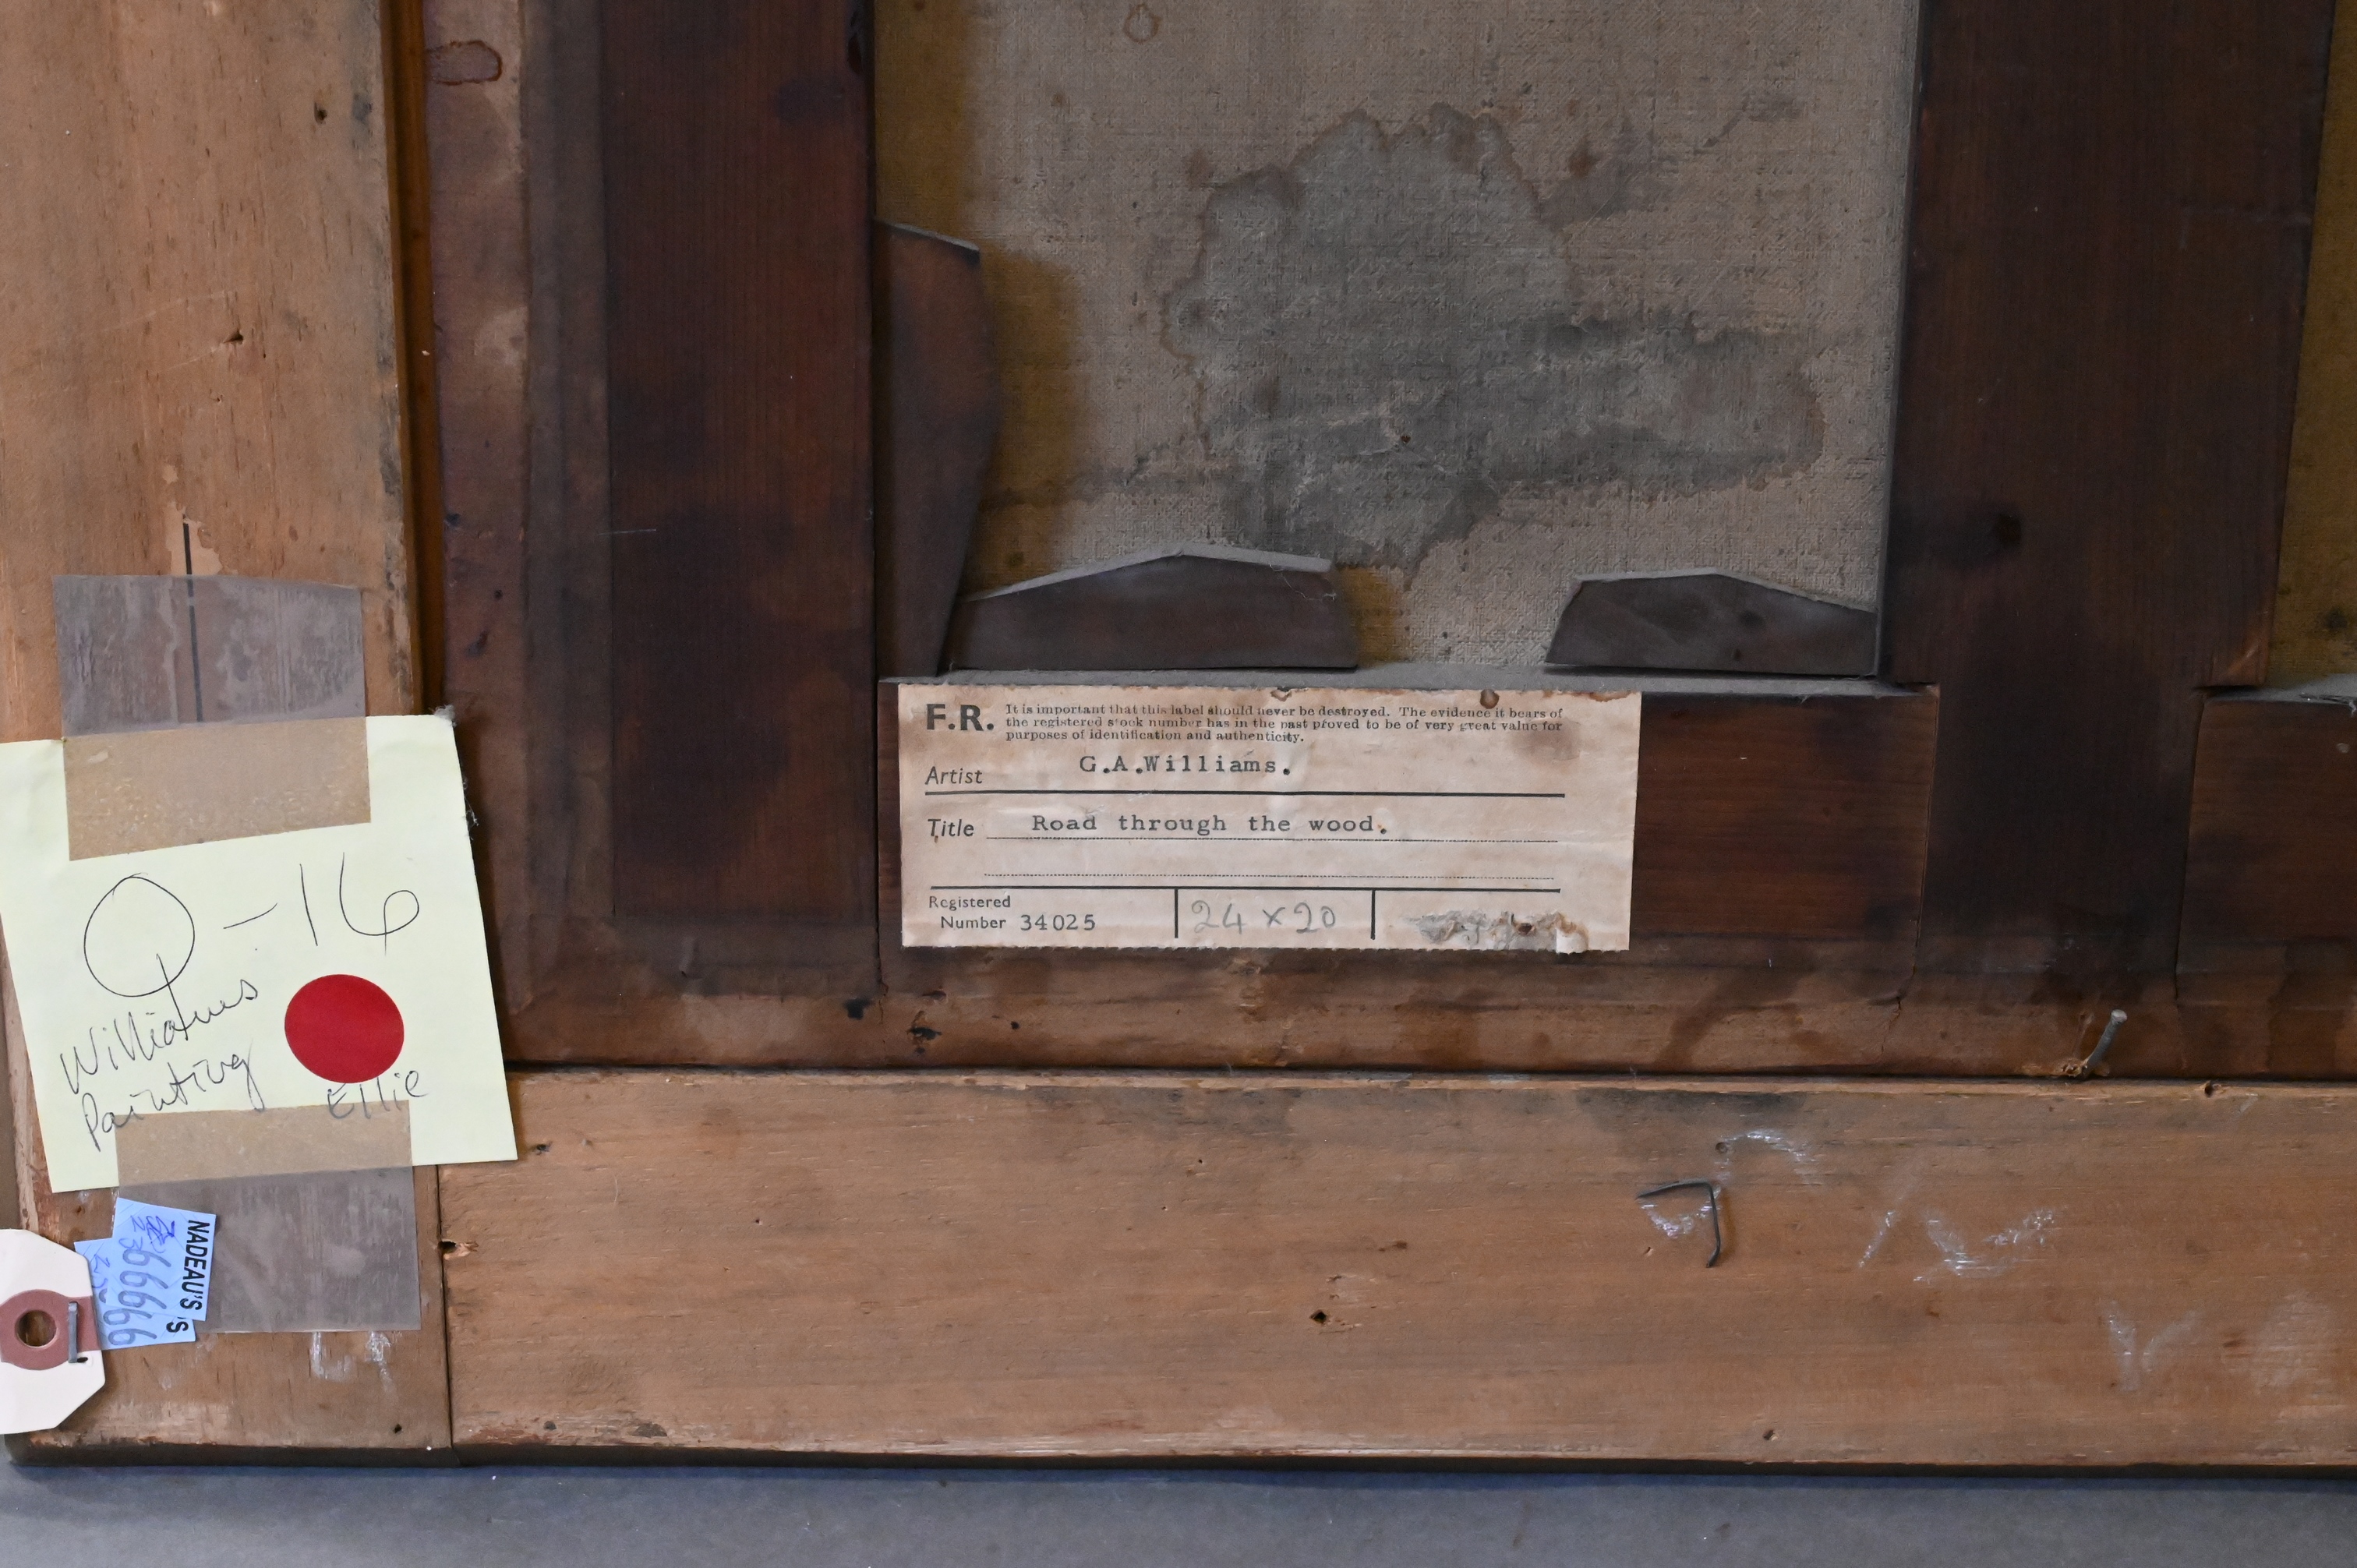 F.R.
It is important that this label should never be destroyed. The evidence it bears of
the registered stock number has in the past proved to be of very great value for
purposes of identification and authenticity.
Artist G.A.Williams.
Title Road through the wood.
Registered
Number 34025
24 x 20
Q-16
Williams
Painting
Ellie
NADEAU'S
S